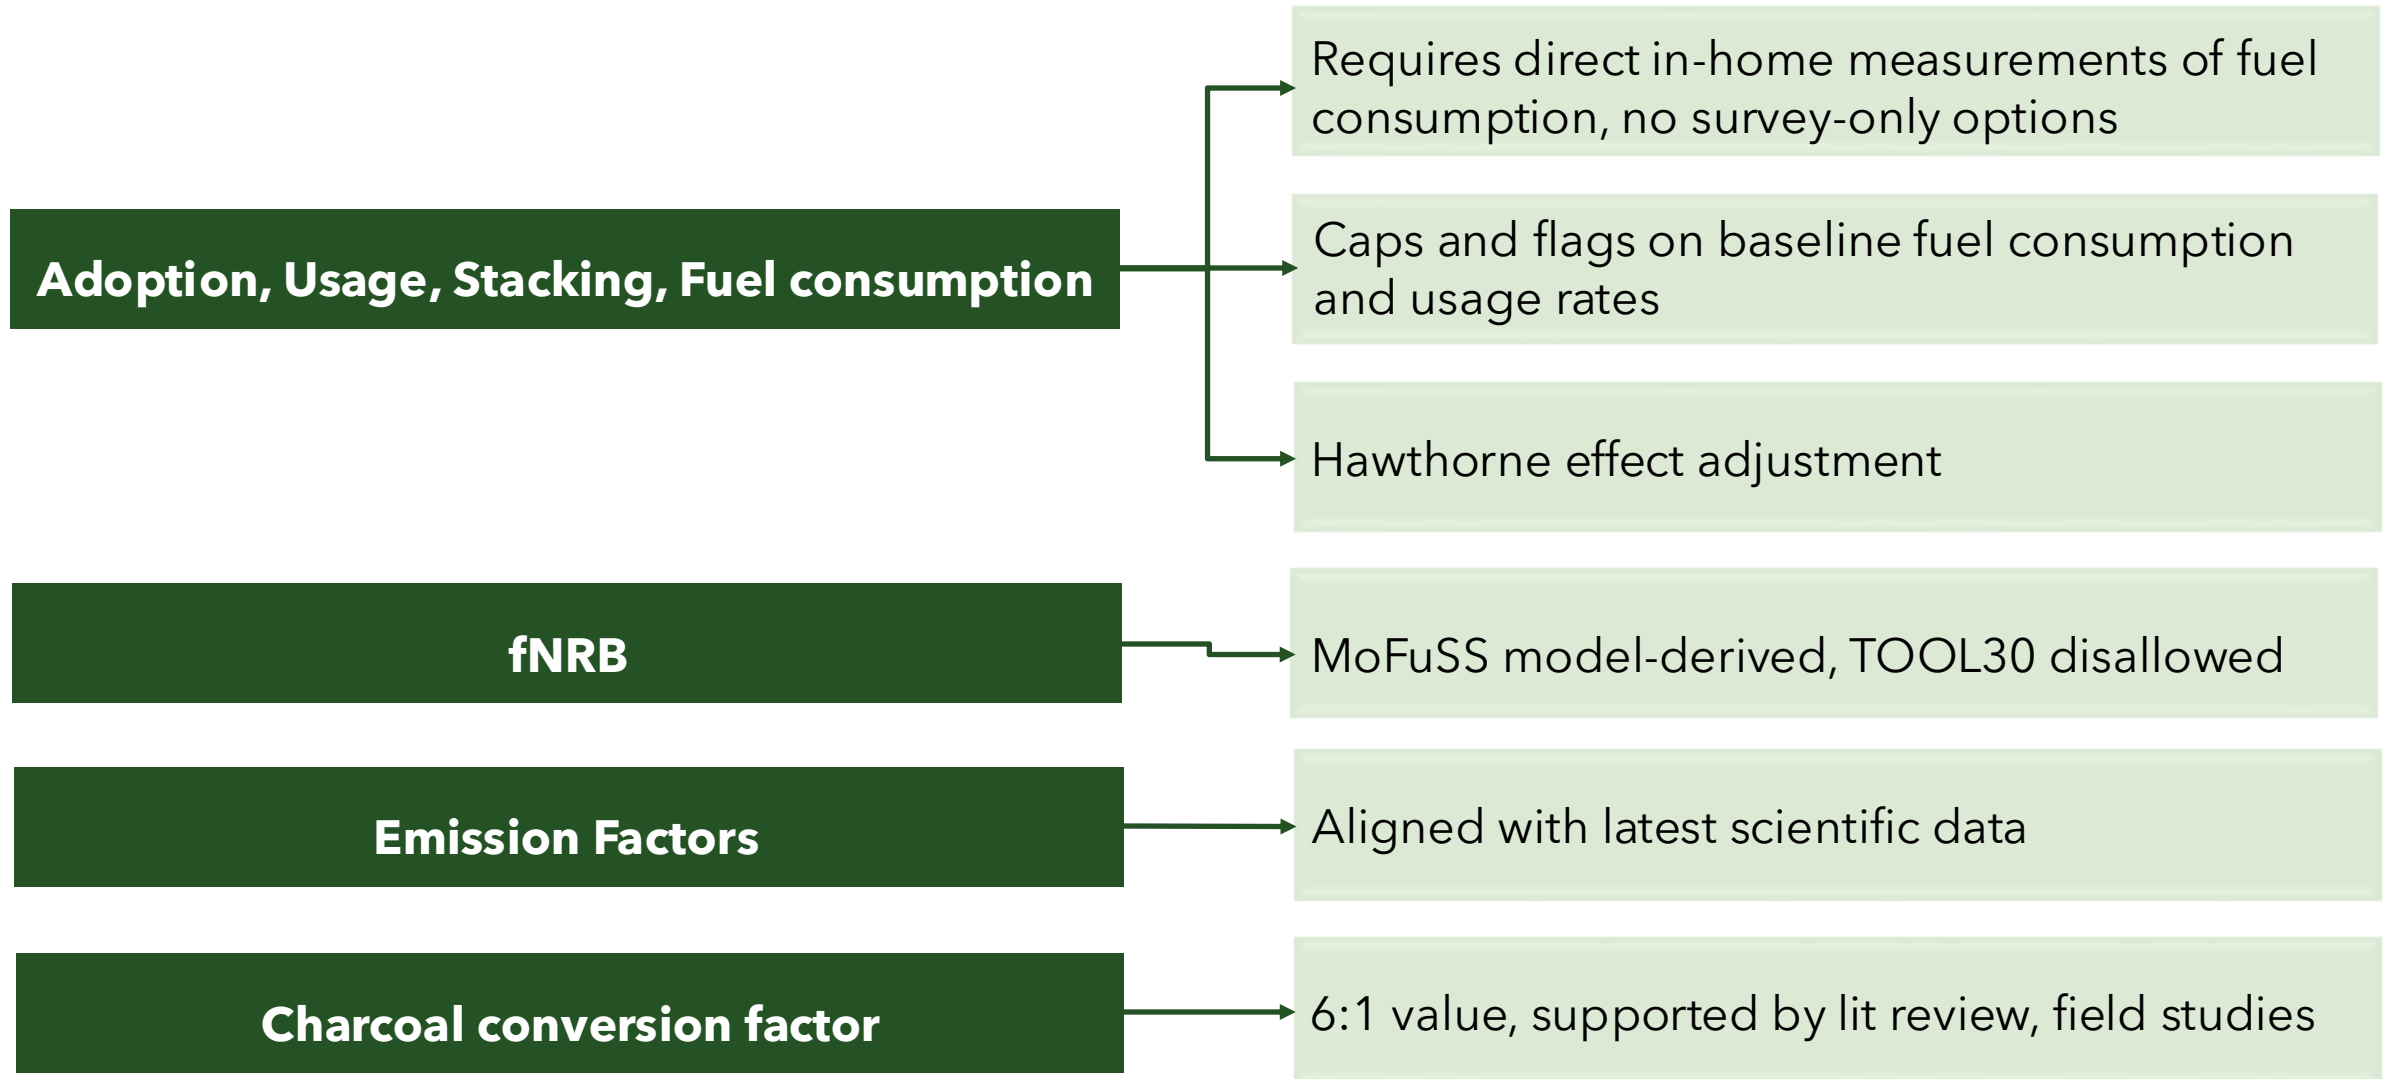 Requires direct in-home measurements of fuel
consumption, no survey-only options
Adoption, Usage, Stacking, Fuel consumption
Caps and flags on baseline fuel consumption
and usage rates
Hawthorne effect adjustment
fNRB
MoFuSS model-derived, TOOL30 disallowed
Emission Factors
Aligned with latest scientific data
Charcoal conversion factor
6:1 value, supported by lit review, field studies